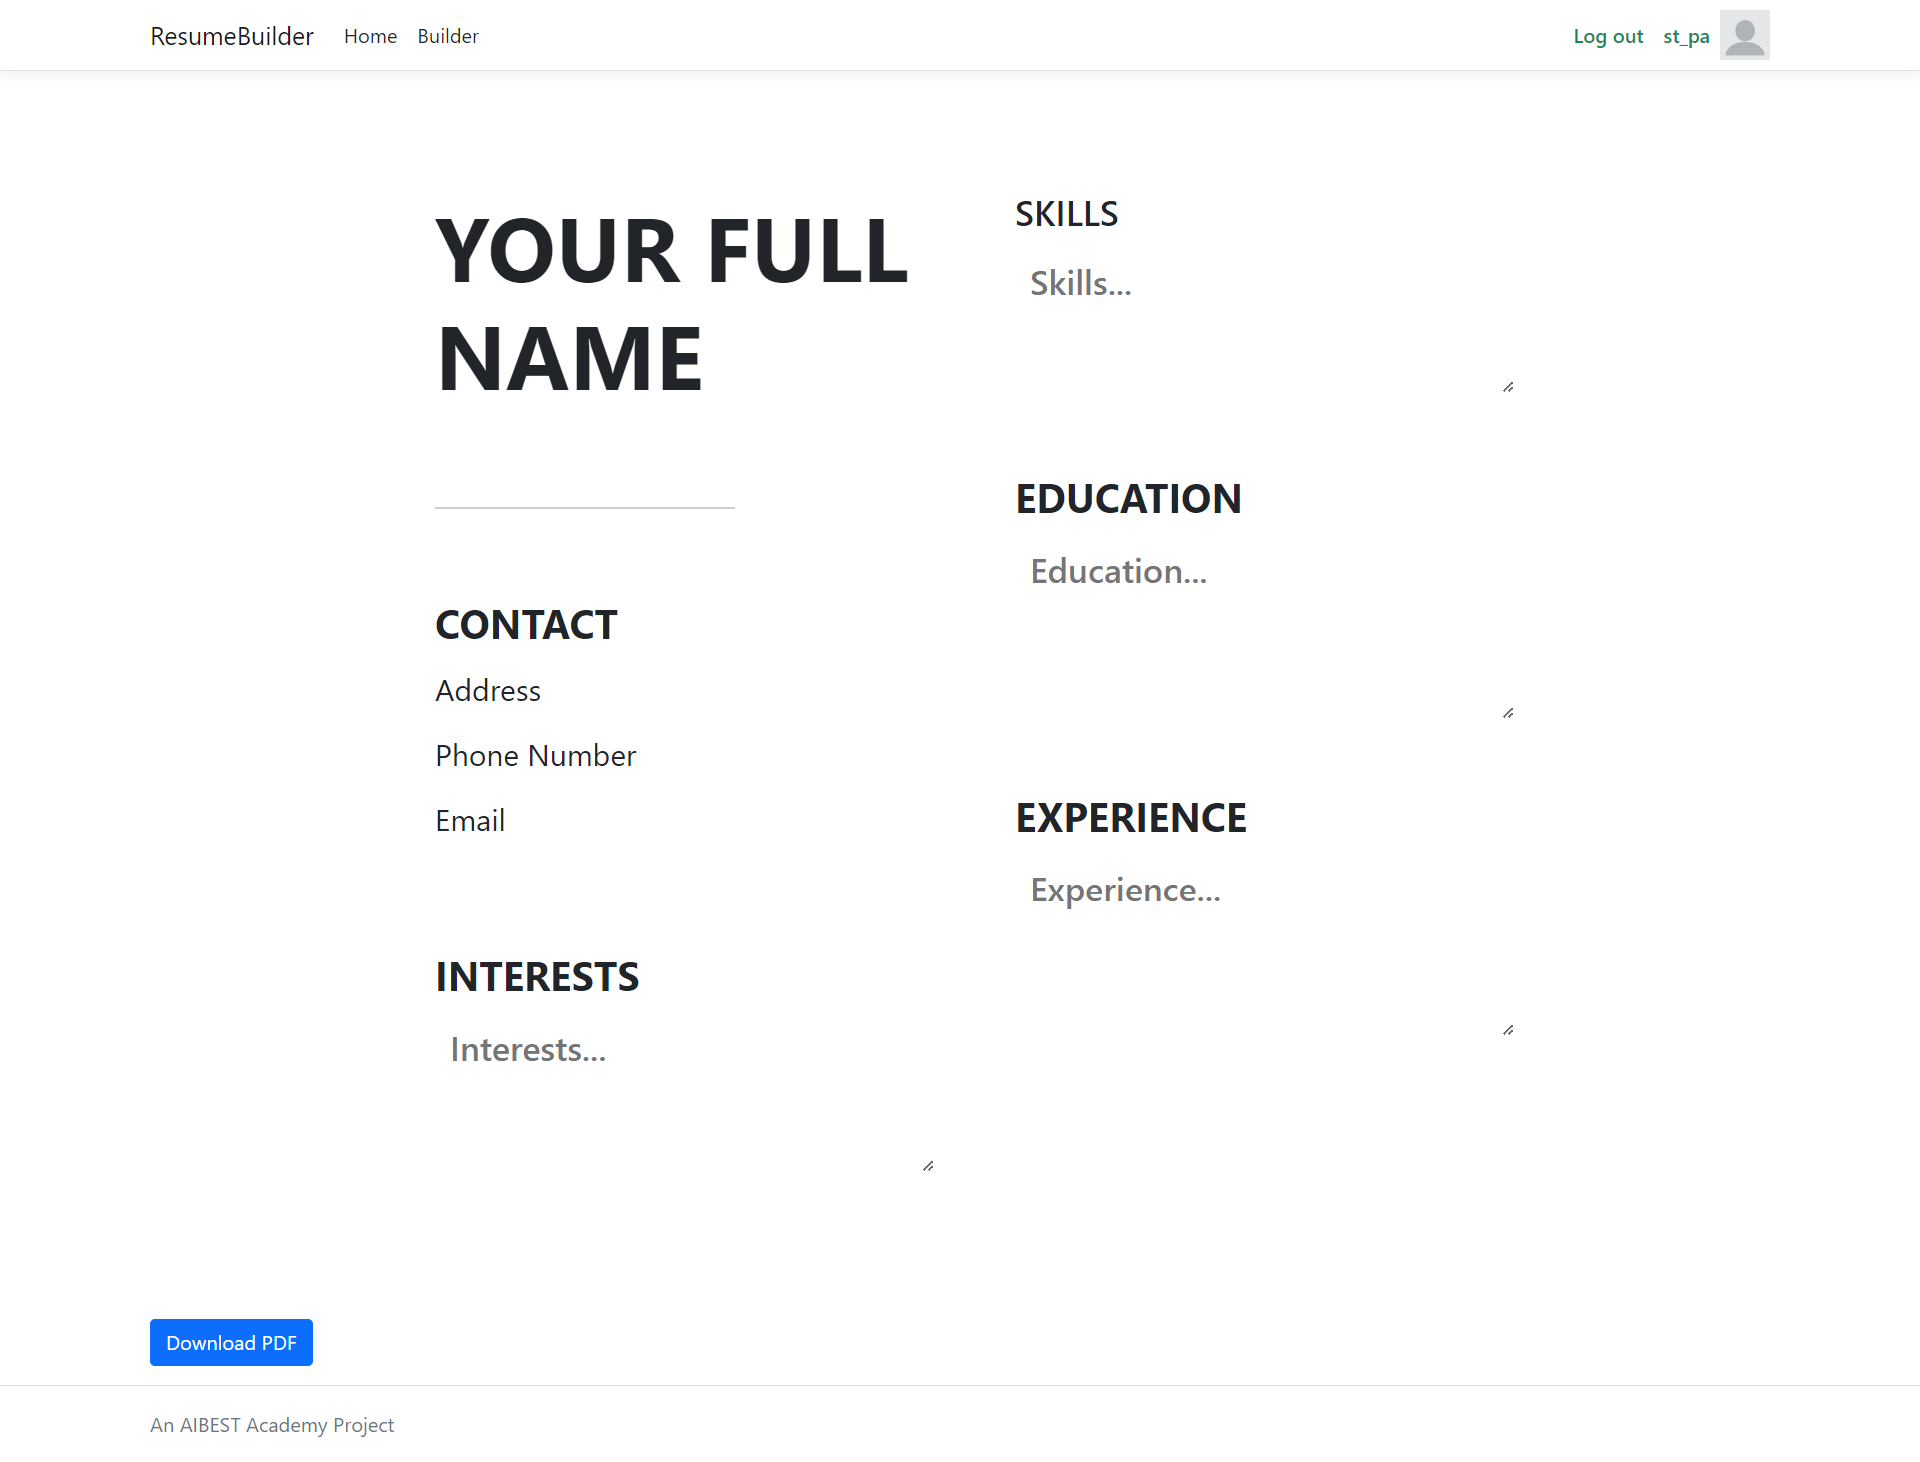 ResumeBuilder Home Builder Log out st_pa
YOUR FULL
NAME
CONTACT
Address
Phone Number
Email
INTERESTS
Interests...
SKILLS
Skills...
EDUCATION
Education...
EXPERIENCE
Experience...
Download PDF
An AIBEST Academy Project